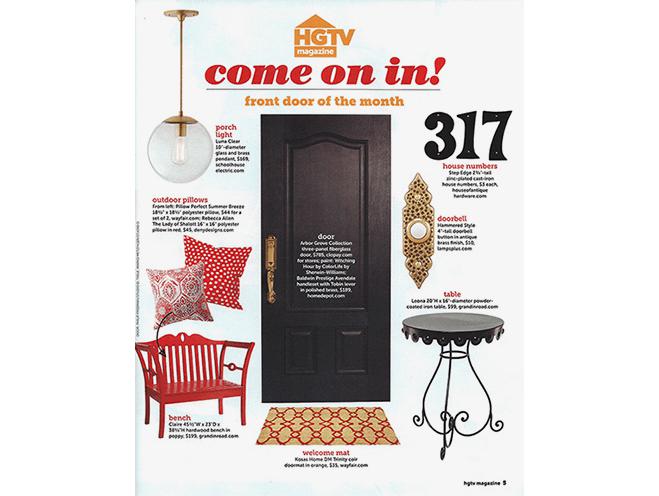 HGTV
magazine
come on in!
front door of the month
porch
light
Luna Clear
10"-diameter
glass and brass
pendant, $169,
schoolhouse
electric.com
317
house numbers
Step Edge 2¾"-tall
zinc-plated cast-iron
house numbers, $3 each,
houseofantique
hardware.com
outdoor pillows
From left: Pillow Perfect Summer Breeze
18½" x 18½" polyester pillow, $44 for a
set of 2, wayfair.com; Rebecca Allen
The Lady of Shalott 16" x 16" polyester
pillow in red, $45, denydesigns.com
doorbell
Hammered Style
4"-tall doorbell
button in antique
brass finish, $10,
lampsplus.com
door
Arbor Grove Collection
three-panel fiberglass
door, $785, clopay.com
for stores; paint: Witching
Hour by ColorLife by
Sherwin-Williams;
Baldwin Prestige Avendale
handleset with Tobin lever
in polished brass, $189,
homedepot.com
table
Leona 20"H x 16"-diameter powder-
coated iron table, $99, grandinroad.com
bench
Claire 45½"W x 23"D x
38¼"H hardwood bench in
poppy, $199, grandinroad.com
welcome mat
Kosas Home DM Trinity coir
doormat in orange, $35, wayfair.com
hgtv magazine 5